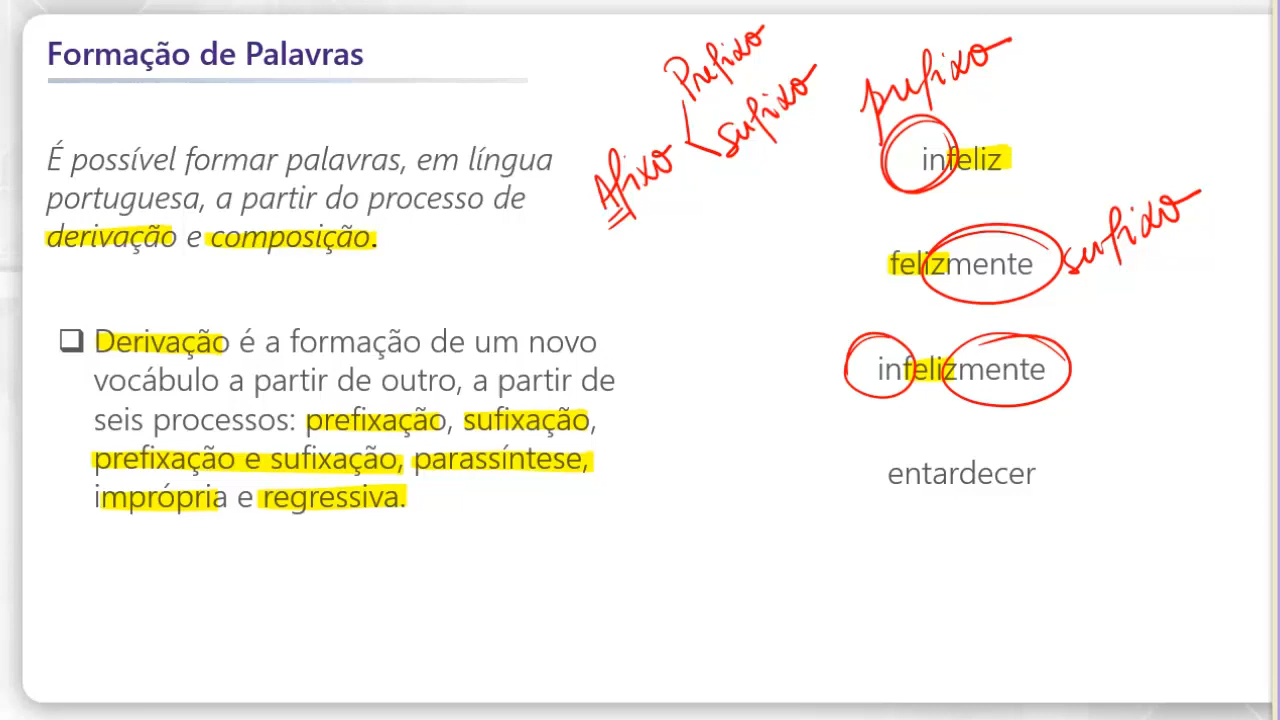 Formação de Palavras
É possível formar palavras, em língua
portuguesa, a partir do processo de
derivação e composição.
Derivação é a formação de um novo
vocábulo a partir de outro, a partir de
seis processos: prefixação, sufixação,
prefixação e sufixação, parassíntese,
imprópria e regressiva.
Afixo
Prefixo
sufixo
prefixo
infeliz
felizmente
sufixo
infelizmente
entardecer